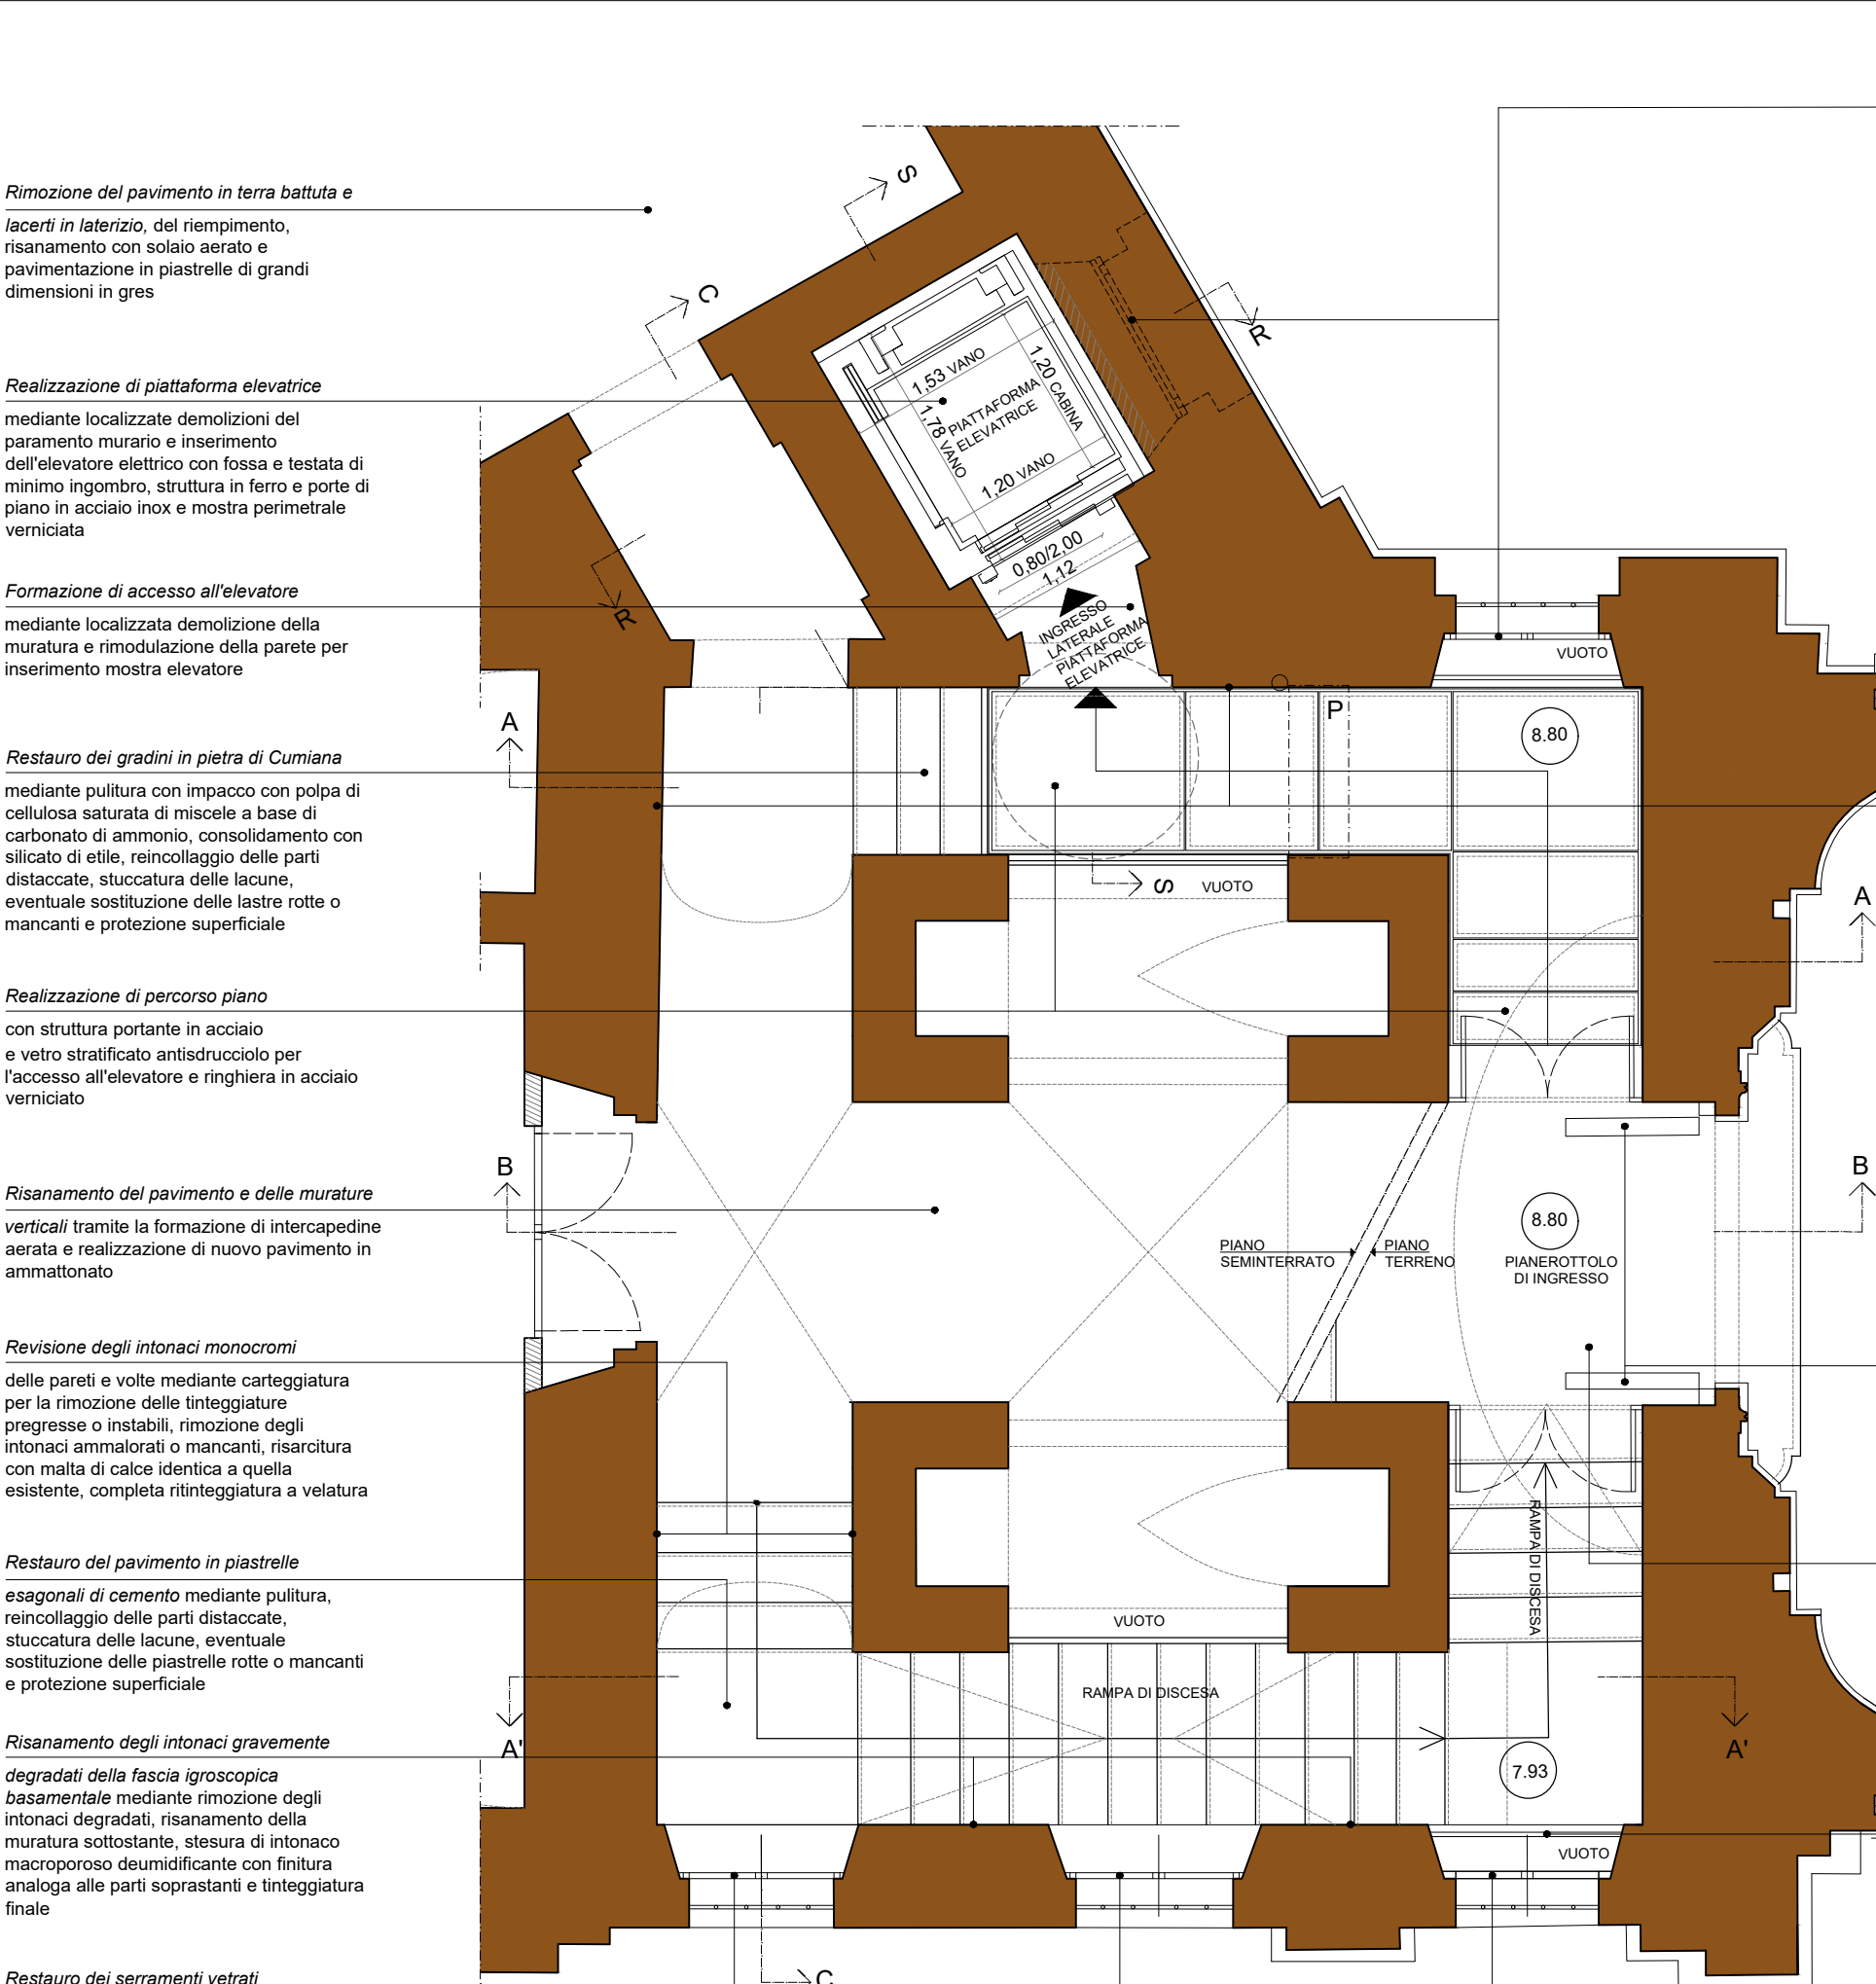 Rimozione del pavimento in terra battuta e
lacerti in laterizio, del riempimento,
risanamento con solaio aerato e
pavimentazione in piastrelle di grandi
dimensioni in gres
Realizzazione di piattaforma elevatrice
mediante localizzate demolizioni del
paramento murario e inserimento
dell'elevatore elettrico con fossa e testata di
minimo ingombro, struttura in ferro e porte di
piano in acciaio inox e mostra perimetrale
verniciata
Formazione di accesso all'elevatore
mediante localizzata demolizione della
muratura e rimodulazione della parete per
inserimento mostra elevatore
Restauro dei gradini in pietra di Cumiana
mediante pulitura con impacco con polpa di
cellulosa saturata di miscele a base di
carbonato di ammonio, consolidamento con
silicato di etile, reincollaggio delle parti
distaccate, stuccatura delle lacune,
eventuale sostituzione delle lastre rotte o
mancanti e protezione superficiale
Realizzazione di percorso piano
con struttura portante in acciaio
e vetro stratificato antisdrucciolo per
l'accesso all'elevatore e ringhiera in acciaio
verniciato
Risanamento del pavimento e delle murature
verticali tramite la formazione di intercapedine
aerata e realizzazione di nuovo pavimento in
ammattonato
Revisione degli intonaci monocromi
delle pareti e volte mediante carteggiatura
per la rimozione delle tinteggiature
pregresse o instabili, rimozione degli
intonaci ammalorati o mancanti, risarcitura
con malta di calce identica a quella
esistente, completa ritinteggiatura a velatura
Restauro del pavimento in piastrelle
esagonali di cemento mediante pulitura,
reincollaggio delle parti distaccate,
stuccatura delle lacune, eventuale
sostituzione delle piastrelle rotte o mancanti
e protezione superficiale
Risanamento degli intonaci gravemente
degradati della fascia igroscopica
basamentale mediante rimozione degli
intonaci degradati, risanamento della
muratura sottostante, stesura di intonaco
macroporoso deumidificante con finitura
analoga alle parti soprastanti e tinteggiatura
finale
Restauro dei serramenti vetrati
S
C
R
R
1,53 VANO
1,20 CABINA
PIATTAFORMA
ELEVATRICE
1,78 VANO
1,20 VANO
0,80/2,00
1,12
INGRESSO
LATERALE
PIATTAFORMA
ELEVATRICE
VUOTO
A
P
8.80
S
VUOTO
A
B
B
PIANO
SEMINTERRATO
PIANO
TERRENO
8.80
PIANEROTTOLO
DI INGRESSO
RAMPA DI DISCESA
VUOTO
RAMPA DI DISCESA
A'
A'
7.93
VUOTO
C